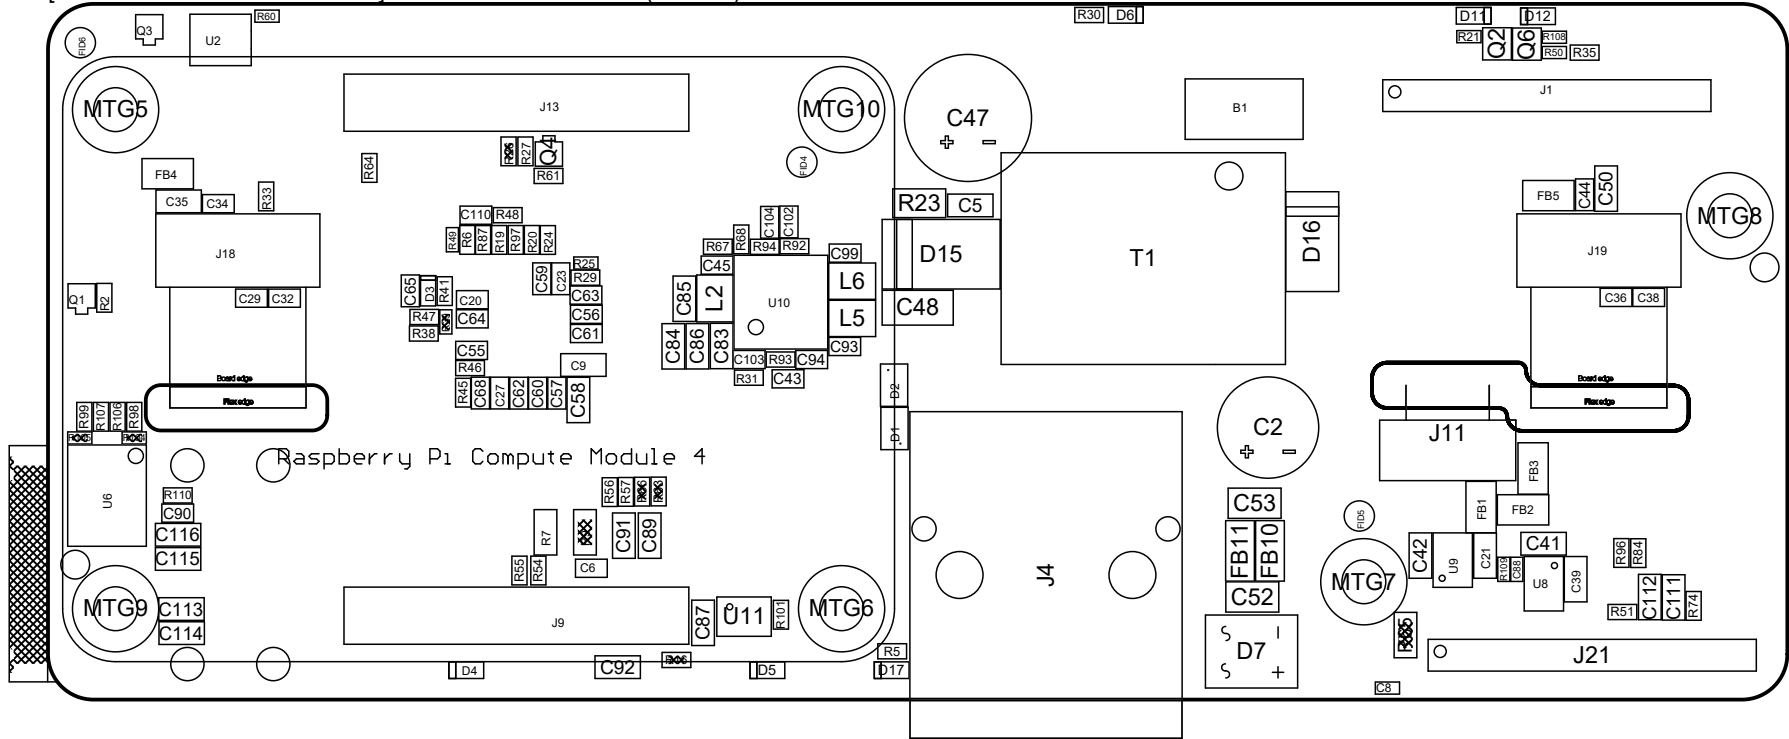 FID6
Q3
U2
R60
R30
D6
D11
D12
R21
Q2
Q6
R108
R50
R35
MTG5
J13
MTG10
C47
B1
J1
R27
Q4
R61
R64
FID4
FB4
C35
C34
R33
R23
C5
FB5
C44
C50
MTG8
C110
R48
C104
C102
R49
R6
R87
R19
R97
R20
R24
R67
R68
R94
R92
C99
J18
D15
T1
D16
J19
C45
L6
C65
D3
R41
C59
C23
R25
R29
C63
C85
L2
U10
Q1
R2
C29
C32
C20
C64
C56
L5
C48
C36
C38
R47
R38
C61
C84
C86
C83
C93
C55
R46
C9
C103
R93
C94
R31
C43
D2
Board edge
Flex edge
Board edge
Flex edge
R99
R107
R106
R98
R45
C68
C27
C62
C60
C57
C58
D1
C2
J11
Raspberry Pi Compute Module 4
U6
R110
C90
C116
C115
R56
R57
R7
C91
C89
C53
FB11
FB10
C52
FB3
FB1
FB2
FID5
C42
U9
C21
C41
R109
C88
U8
C39
R96
R84
R55
R54
C6
J4
MTG7
MTG9
C113
C114
J9
C87
U11
R101
MTG6
R51
C112
C111
R74
D7
J21
R5
D4
C92
D5
D17
C8